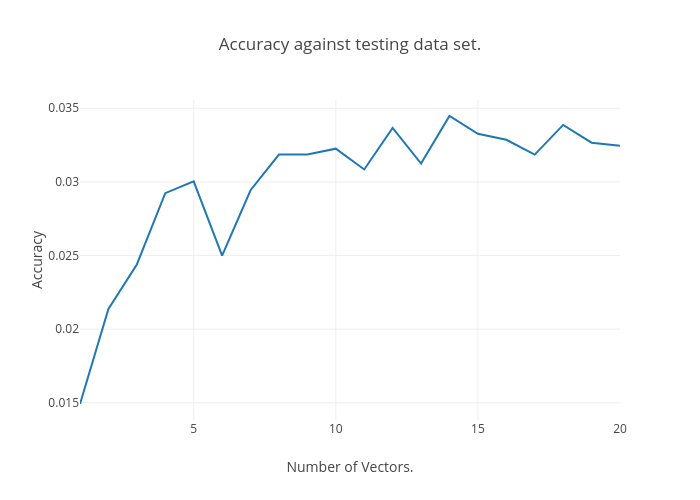 Accuracy against testing data set.
0.035
0.03
0.025
0.02
0.015
Accuracy
5 10 15 20
Number of Vectors.